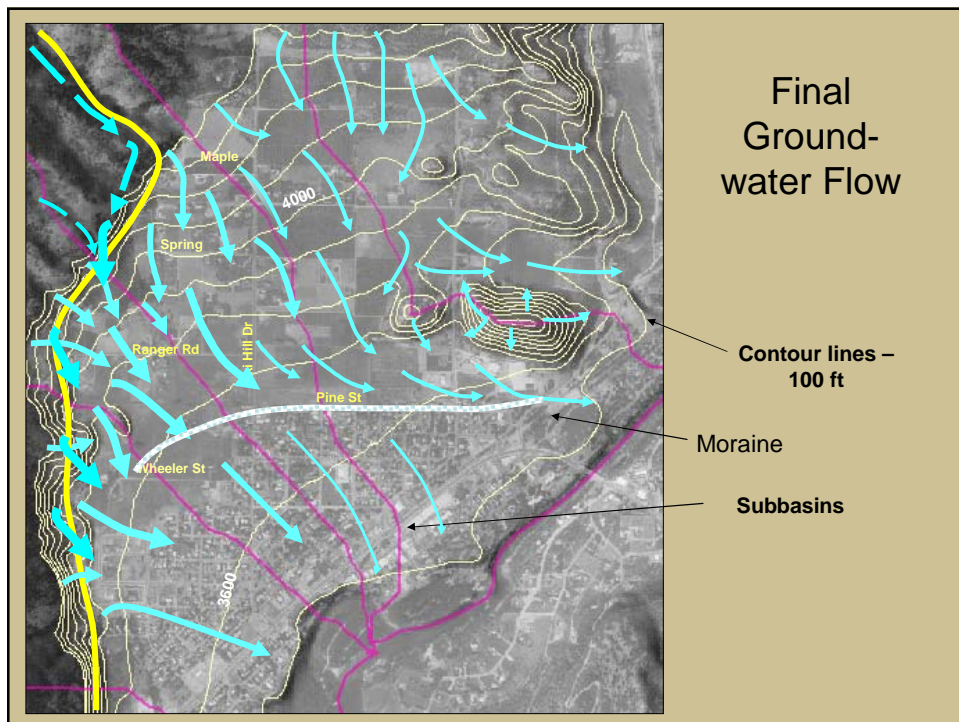 Final
Ground-
water Flow
Maple
4000
Spring
Ranger Rd
Hill Dr
Pine St
Wheeler St
3600
Contour lines –
100 ft
Moraine
Subbasins